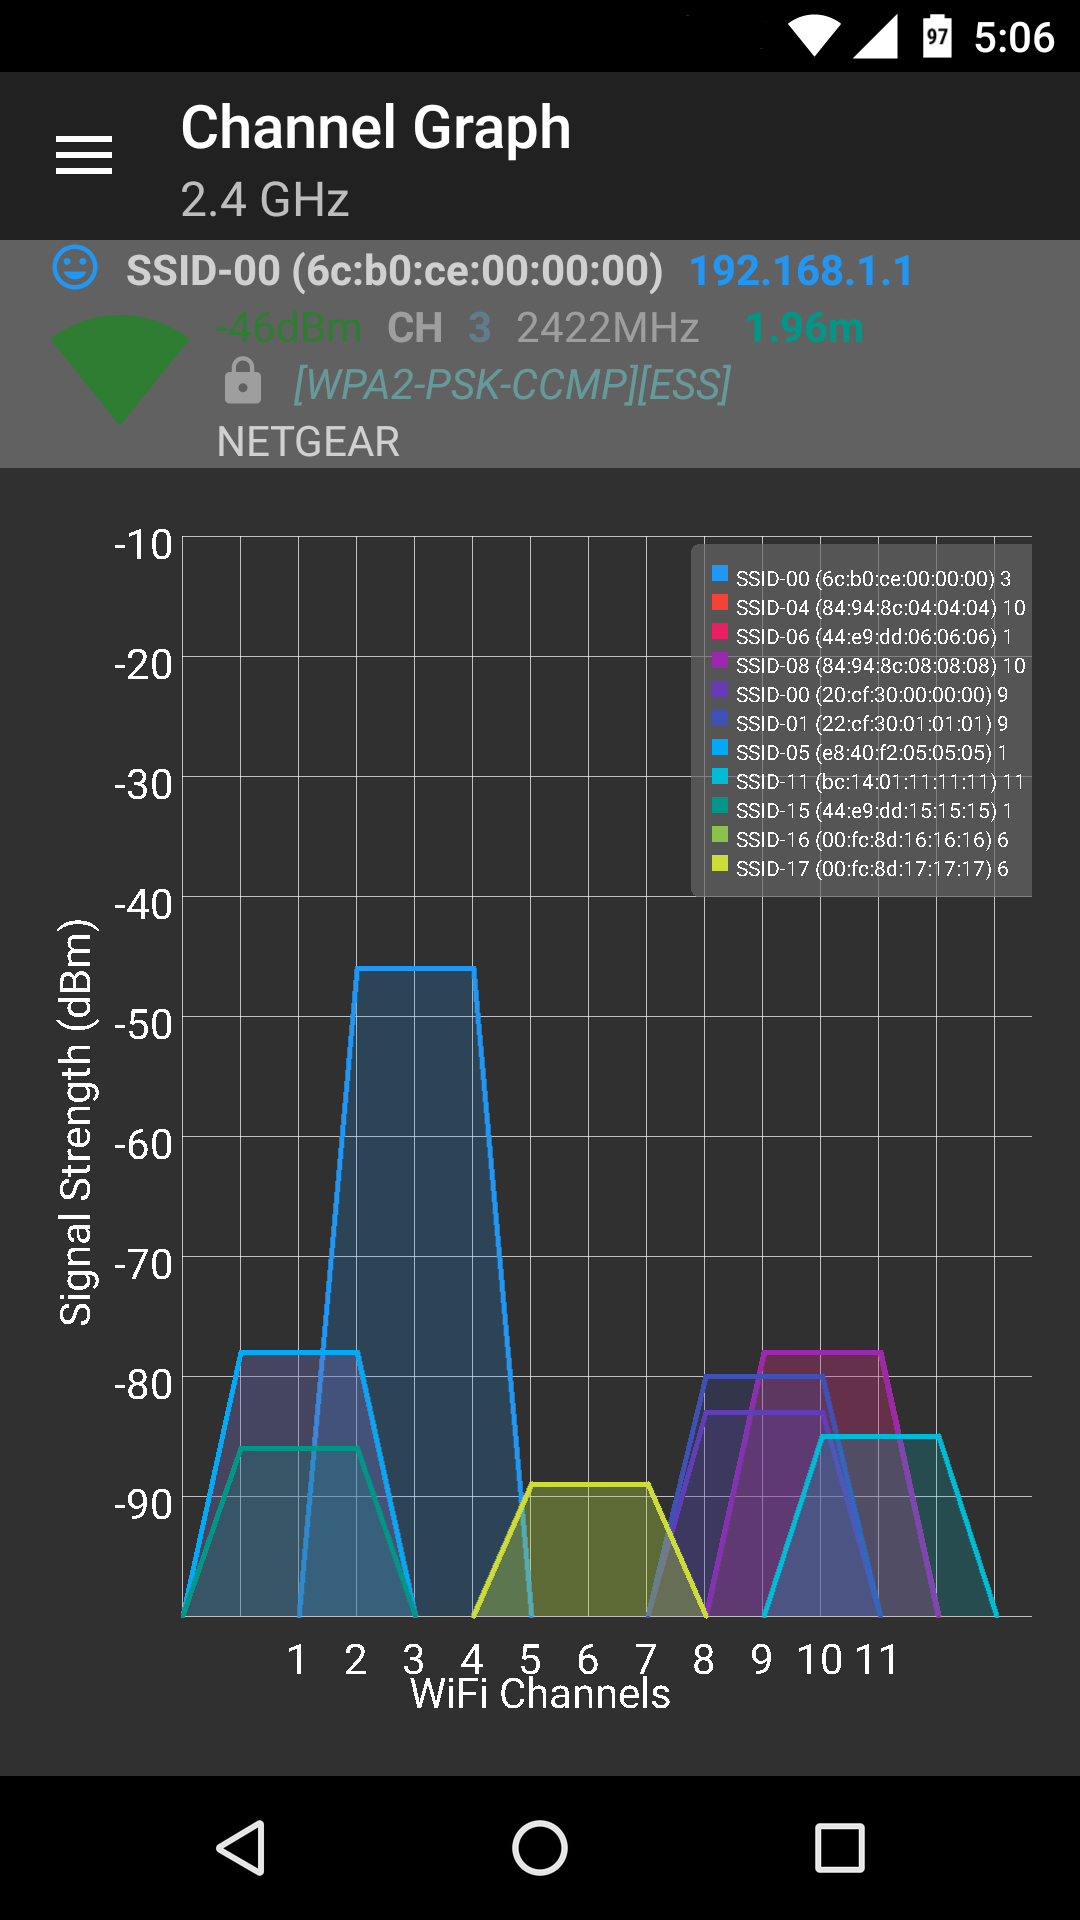 97 5:06
Channel Graph
2.4 GHz
SSID-00 (6c:b0:ce:00:00:00) 192.168.1.1
-46dBm CH 3 2422MHz 1.96m
[WPA2-PSK-CCMP][ESS]
NETGEAR
-10
-20
-30
-40
-50
-60
-70
-80
-90
Signal Strength (dBm)
SSID-00 (6c:b0:ce:00:00:00) 3
SSID-04 (84:94:8c:04:04:04) 10
SSID-06 (44:e9:dd:06:06:06) 1
SSID-08 (84:94:8c:08:08:08) 10
SSID-00 (20:cf:30:00:00:00) 9
SSID-01 (22:cf:30:01:01:01) 9
SSID-05 (e8:40:f2:05:05:05) 1
SSID-11 (bc:14:01:11:11:11) 11
SSID-15 (44:e9:dd:15:15:15) 1
SSID-16 (00:fc:8d:16:16:16) 6
SSID-17 (00:fc:8d:17:17:17) 6
1 2 3 4 5 6 7 8 9 10 11
WiFi Channels